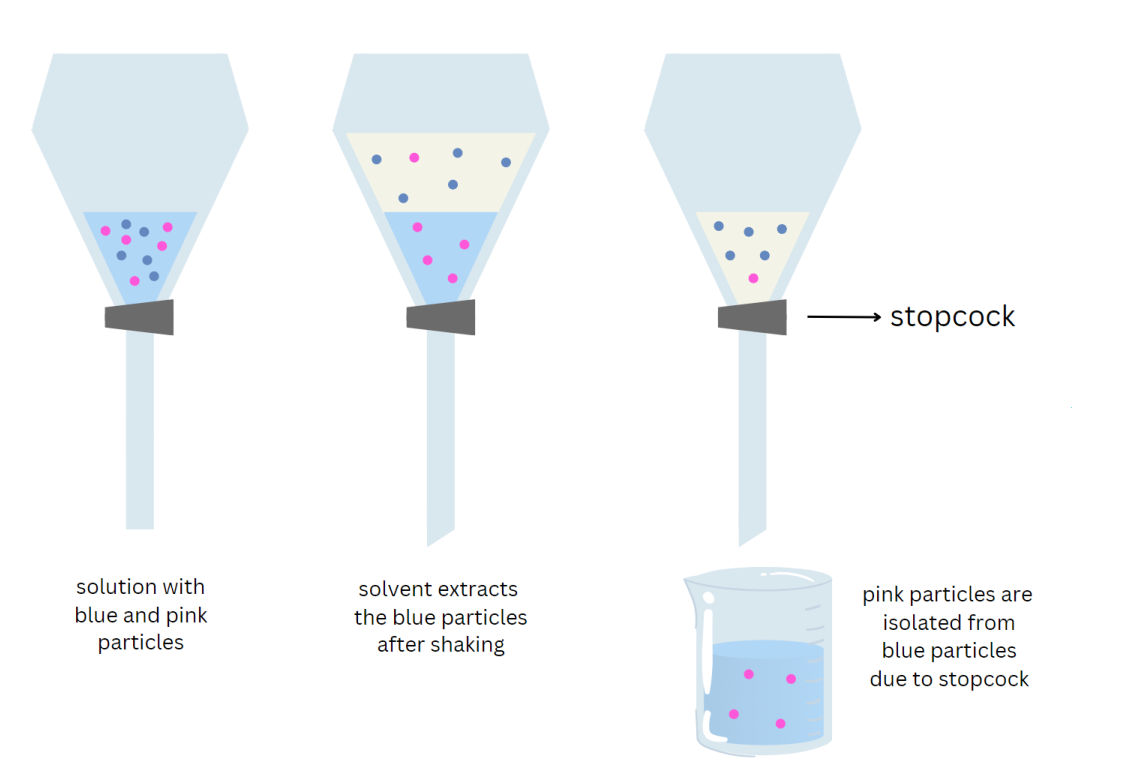 stopcock
solution with
blue and pink
particles
solvent extracts
the blue particles
after shaking
pink particles are
isolated from
blue particles
due to stopcock